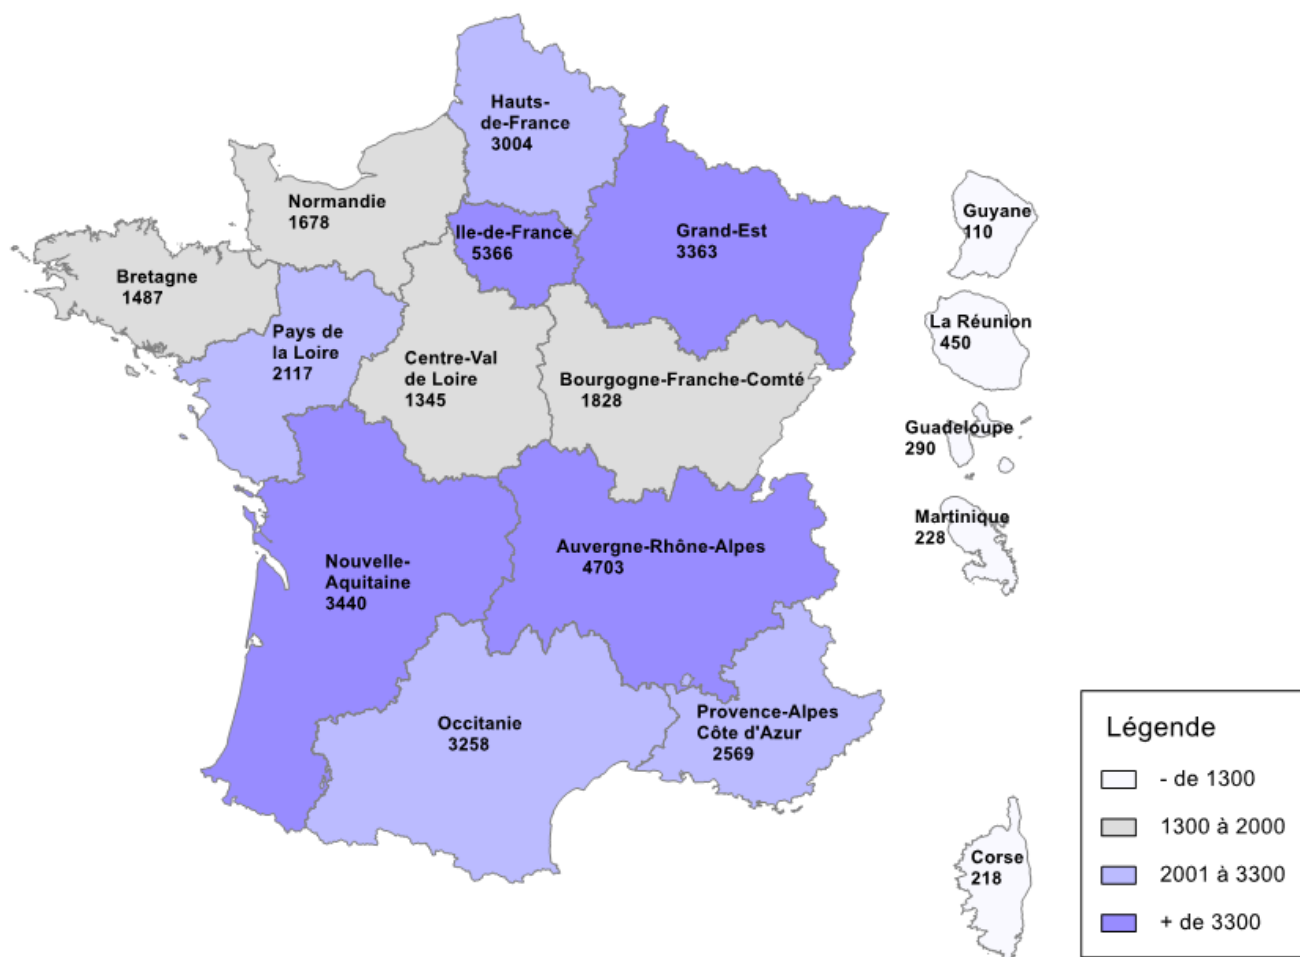 Hauts-
de-France
3004
Normandie
1678
Ile-de-France
5366
Grand-Est
3363
Guyane
110
Bretagne
1487
Pays de
la Loire
2117
Centre-Val
de Loire
1345
Bourgogne-Franche-Comté
1828
La Réunion
450
Guadeloupe
290
Martinique
228
Nouvelle-
Aquitaine
3440
Auvergne-Rhône-Alpes
4703
Occitanie
3258
Provence-Alpes
Côte d'Azur
2569
Corse
218
Légende
- de 1300
1300 à 2000
2001 à 3300
+ de 3300